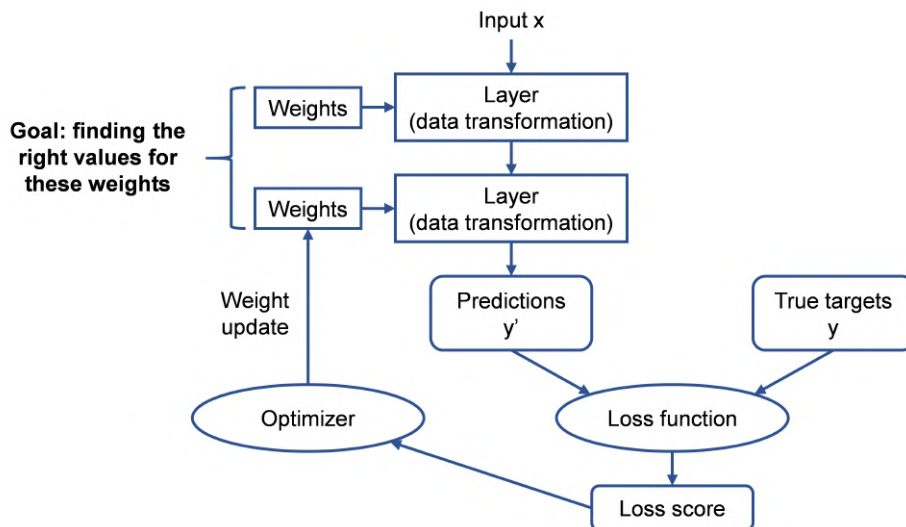 Input x
Weights
Layer
(data transformation)
Goal: finding the
right values for
these weights
Weights
Layer
(data transformation)
Weight
update
Predictions
y'
True targets
y
Optimizer
Loss function
Loss score